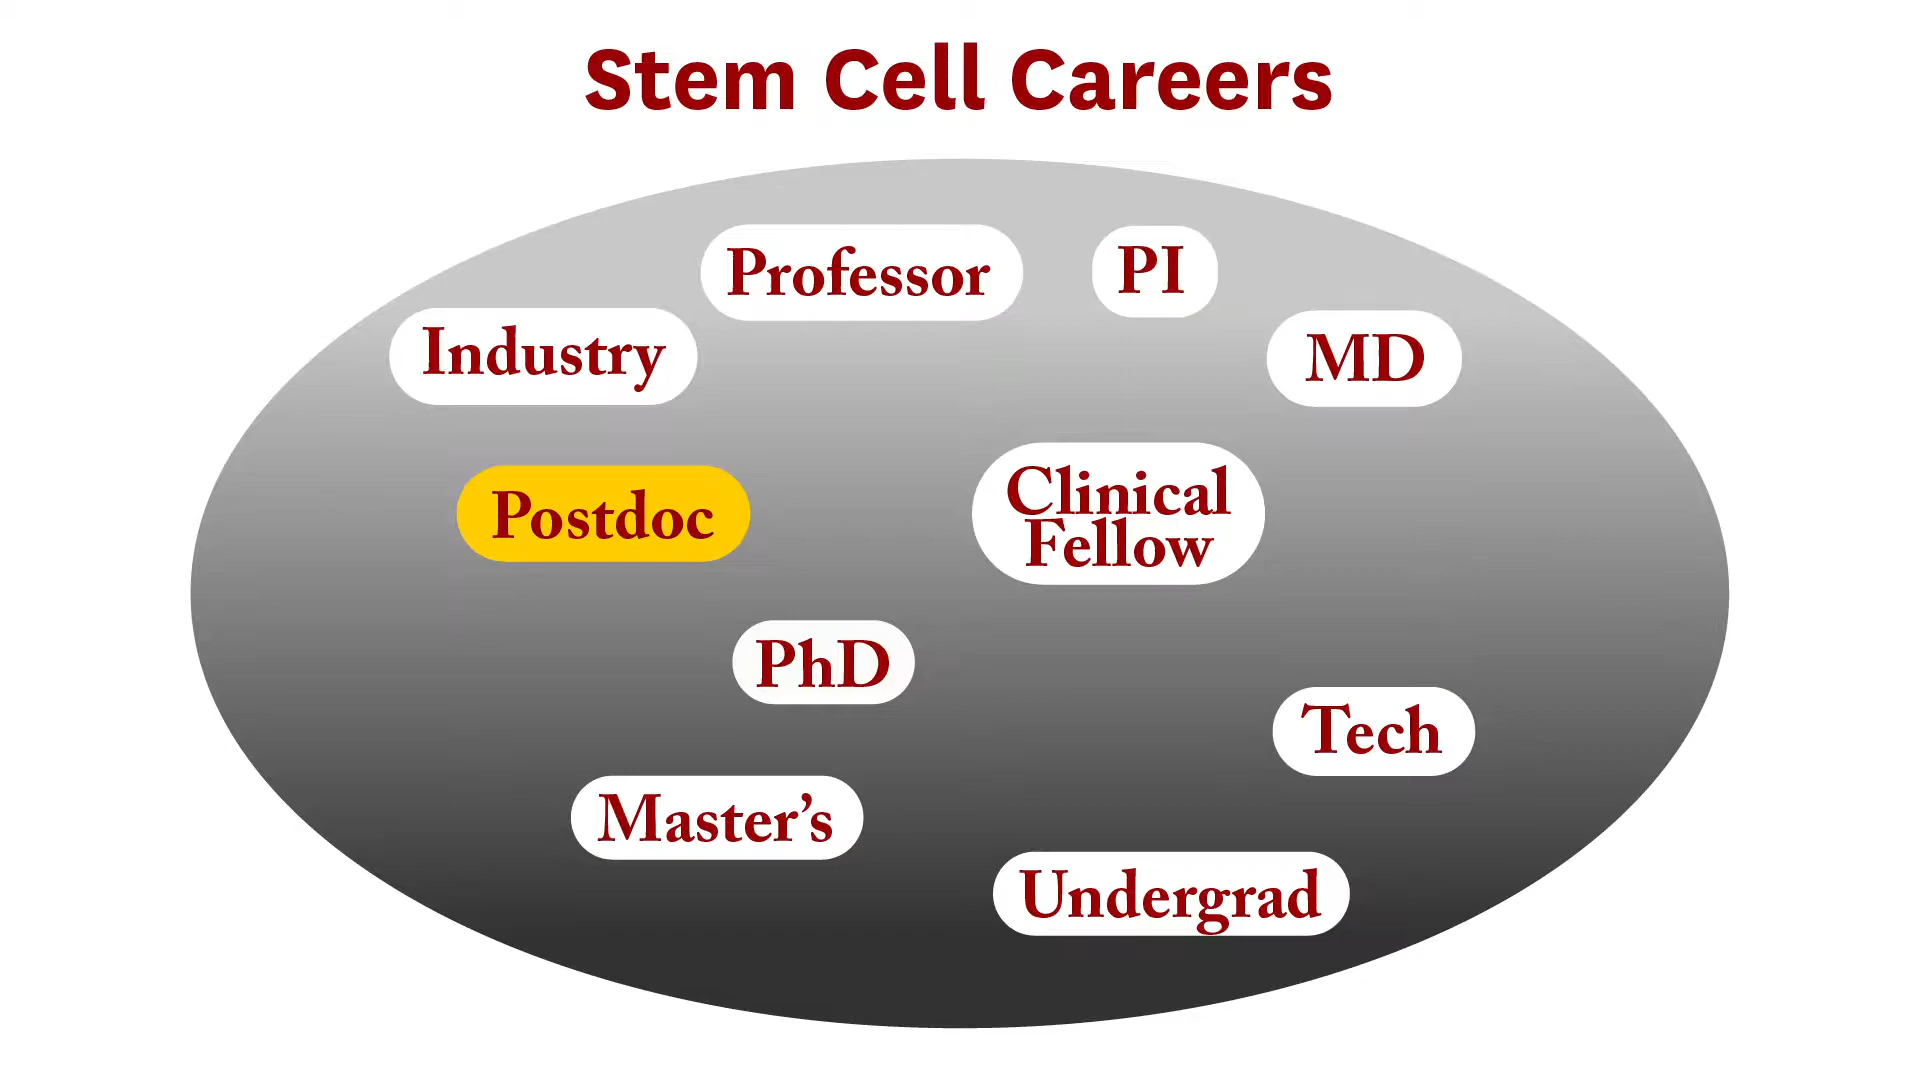 Stem Cell Careers
Professor
PI
Industry
MD
Postdoc
Clinical
Fellow
PhD
Tech
Master’s
Undergrad